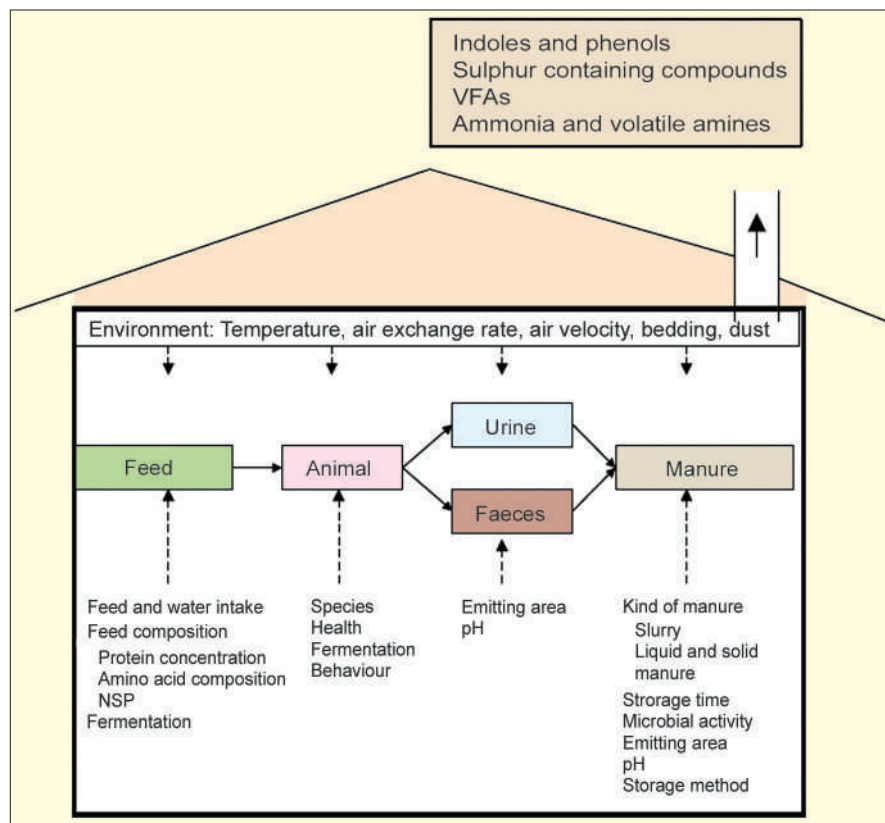 Indoles and phenols
Sulphur containing compounds
VFAs
Ammonia and volatile amines
Environment: Temperature, air exchange rate, air velocity, bedding, dust
Urine
Feed
Animal
Manure
Faeces
Feed and water intake
Feed composition
Protein concentration
Amino acid composition
NSP
Fermentation
Species
Health
Fermentation
Behaviour
Emitting area
pH
Kind of manure
Slurry
Liquid and solid
manure
Strorage time
Microbial activity
Emitting area
pH
Storage method